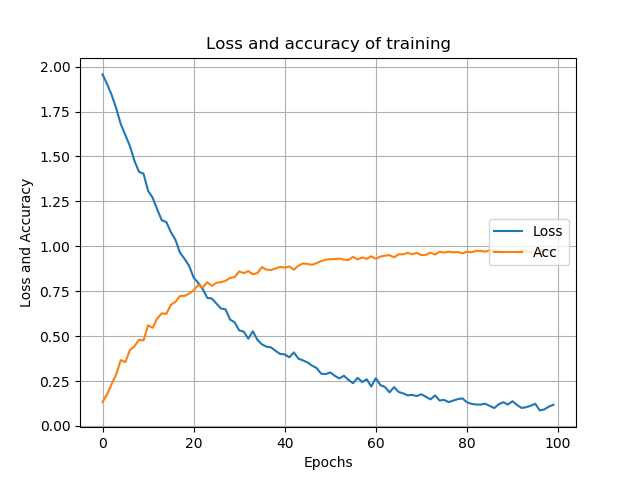 Loss and accuracy of training
2.00
1.75
1.50
1.25
1.00
0.75
0.50
0.25
0.00
Loss and Accuracy
Loss
Acc
0 20 40 60 80 100
Epochs